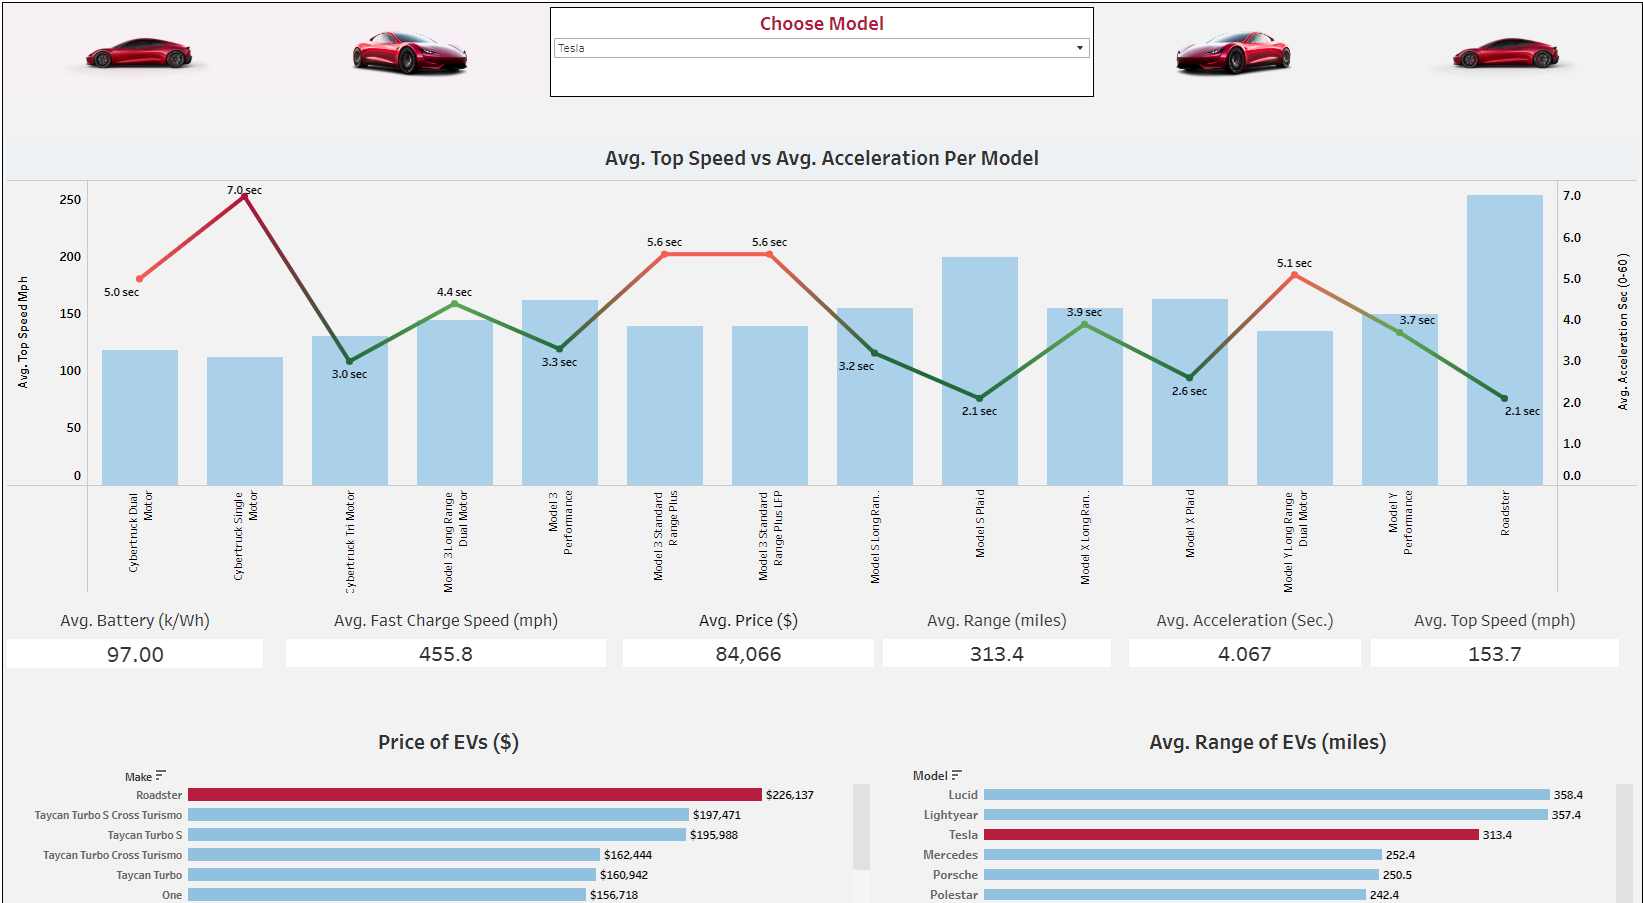 Choose Model
Tesla
Avg. Top Speed vs Avg. Acceleration Per Model
Avg. Top Speed Mph
250
200
150
100
50
0
7.0 sec
5.0 sec
3.0 sec
4.4 sec
3.3 sec
5.6 sec
5.6 sec
3.2 sec
2.1 sec
3.9 sec
2.6 sec
5.1 sec
3.7 sec
2.1 sec
7.0
6.0
5.0
4.0
3.0
2.0
1.0
0.0
Avg. Acceleration Sec (0-60)
Cybertruck Dual
Motor
Cybertruck Single
Motor
Cybertruck Tri Motor
Model 3 Long Range
Dual Motor
Model 3
Performance
Model 3 Standard
Range Plus
Model 3 Standard
Range Plus LFP
Model S Long Ran..
Model S Plaid
Model X Long Ran..
Model X Plaid
Model Y Long Range
Dual Motor
Model Y
Performance
Roadster
Avg. Battery (k/Wh)
97.00
Avg. Fast Charge Speed (mph)
455.8
Avg. Price ($)
84,066
Avg. Range (miles)
313.4
Avg. Acceleration (Sec.)
4.067
Avg. Top Speed (mph)
153.7
Price of EVs ($)
Make
Roadster $226,137
Taycan Turbo S Cross Turismo $197,471
Taycan Turbo S $195,988
Taycan Turbo Cross Turismo $162,444
Taycan Turbo $160,942
One $156,718
Avg. Range of EVs (miles)
Model
Lucid 358.4
Lightyear 357.4
Tesla 313.4
Mercedes 252.4
Porsche 250.5
Polestar 242.4